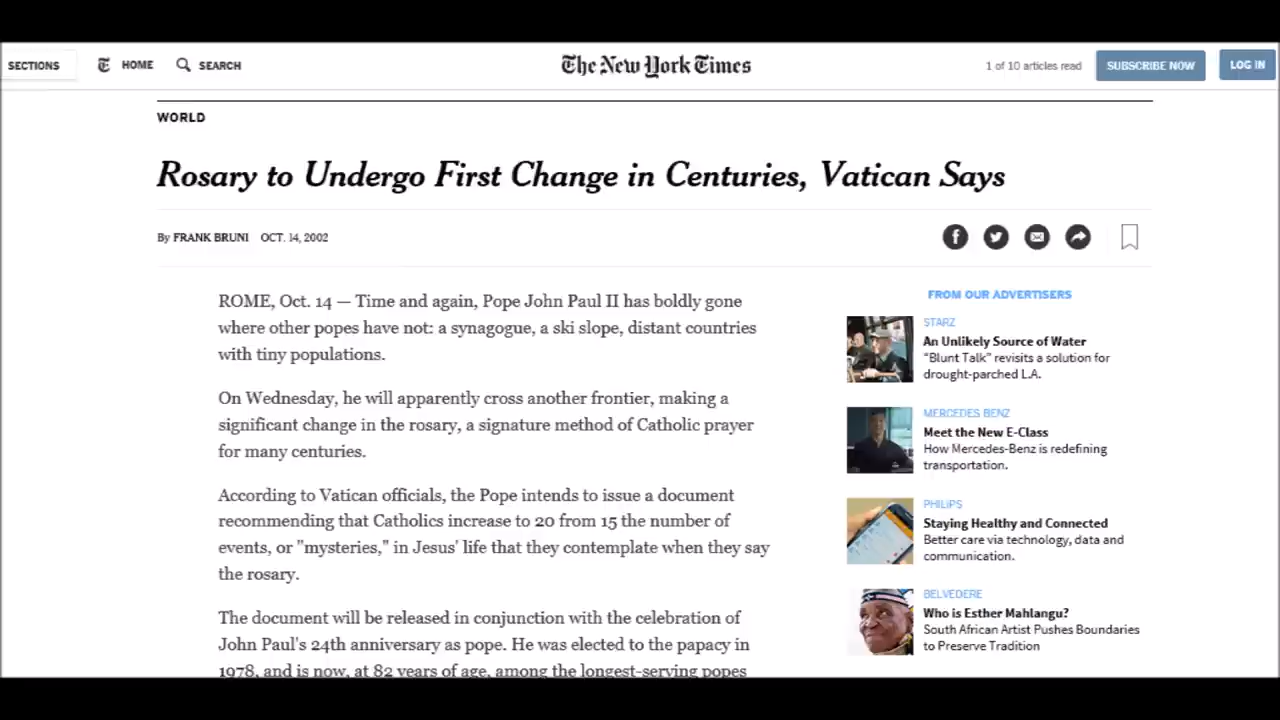 SECTIONS HOME SEARCH The New York Times 1 of 10 articles read SUBSCRIBE NOW LOG IN
WORLD
Rosary to Undergo First Change in Centuries, Vatican Says
By FRANK BRUNI OCT. 14, 2002
ROME, Oct. 14 — Time and again, Pope John Paul II has boldly gone
where other popes have not: a synagogue, a ski slope, distant countries
with tiny populations.
On Wednesday, he will apparently cross another frontier, making a
significant change in the rosary, a signature method of Catholic prayer
for many centuries.
According to Vatican officials, the Pope intends to issue a document
recommending that Catholics increase to 20 from 15 the number of
events, or "mysteries," in Jesus' life that they contemplate when they say
the rosary.
The document will be released in conjunction with the celebration of
John Paul's 24th anniversary as pope. He was elected to the papacy in
1978, and is now, at 82 years of age, among the longest-serving popes
FROM OUR ADVERTISERS
STARZ
An Unlikely Source of Water
"Blunt Talk" revisits a solution for
drought-parched L.A.
MERCEDES BENZ
Meet the New E-Class
How Mercedes-Benz is redefining
transportation.
PHILIPS
Staying Healthy and Connected
Better care via technology, data and
communication.
BELVEDERE
Who is Esther Mahlangu?
South African Artist Pushes Boundaries
to Preserve Tradition